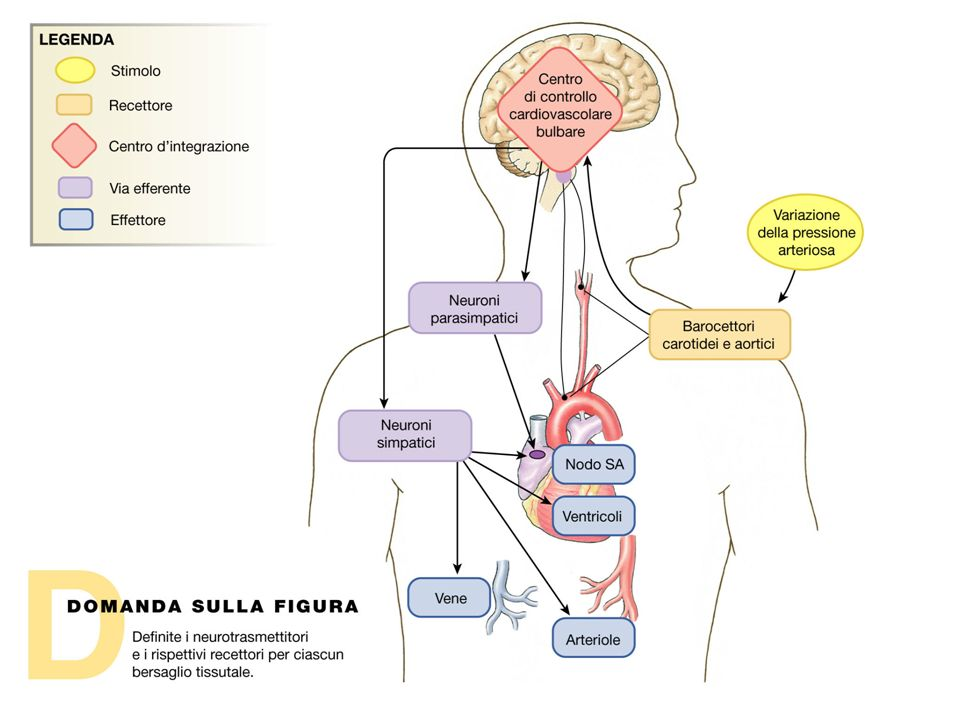 LEGENDA
Stimolo
Recettore
Centro d'integrazione
Via efferente
Effettore
Centro
di controllo
cardiovascolare
bulbare
Variazione
della pressione
arteriosa
Neuroni
parasimpatici
Barocettori
carotidei e aortici
Neuroni
simpatici
Nodo SA
Ventricoli
Vene
Arteriole
D
DOMANDA SULLA FIGURA
Definite i neurotrasmettitori
e i rispettivi recettori per ciascun
bersaglio tissutale.